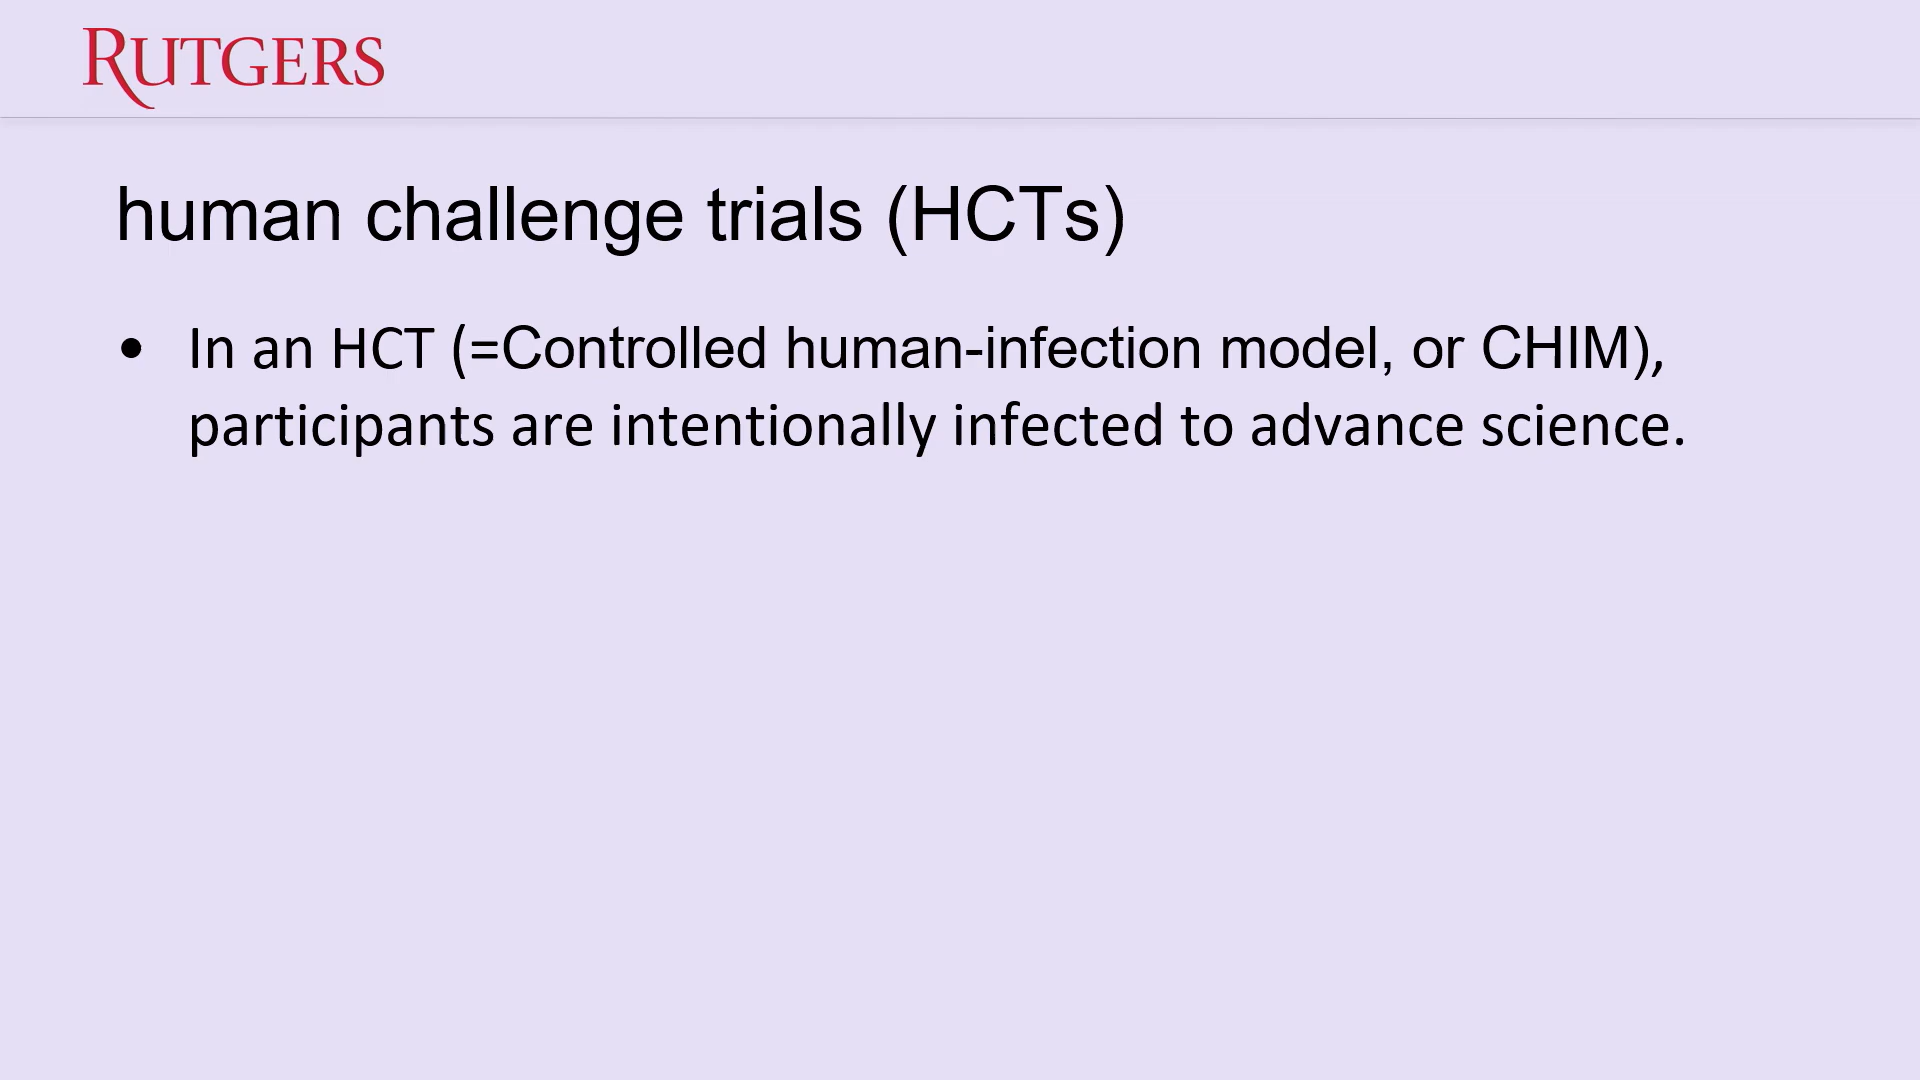 RUTGERS
human challenge trials (HCTs)
• In an HCT (=Controlled human-infection model, or CHIM),
participants are intentionally infected to advance science.